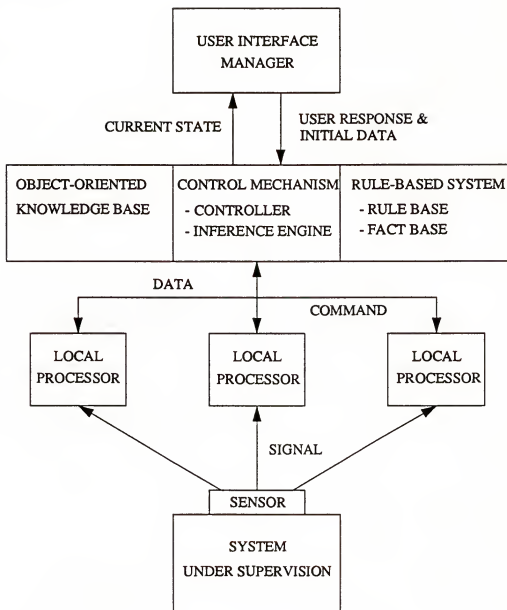 USER INTERFACE
MANAGER
CURRENT STATE
USER RESPONSE &
INITIAL DATA
OBJECT-ORIENTED
KNOWLEDGE BASE
CONTROL MECHANISM
- CONTROLLER
- INFERENCE ENGINE
RULE-BASED SYSTEM
- RULE BASE
- FACT BASE
DATA
COMMAND
LOCAL
PROCESSOR
LOCAL
PROCESSOR
LOCAL
PROCESSOR
SIGNAL
SENSOR
SYSTEM
UNDER SUPERVISION